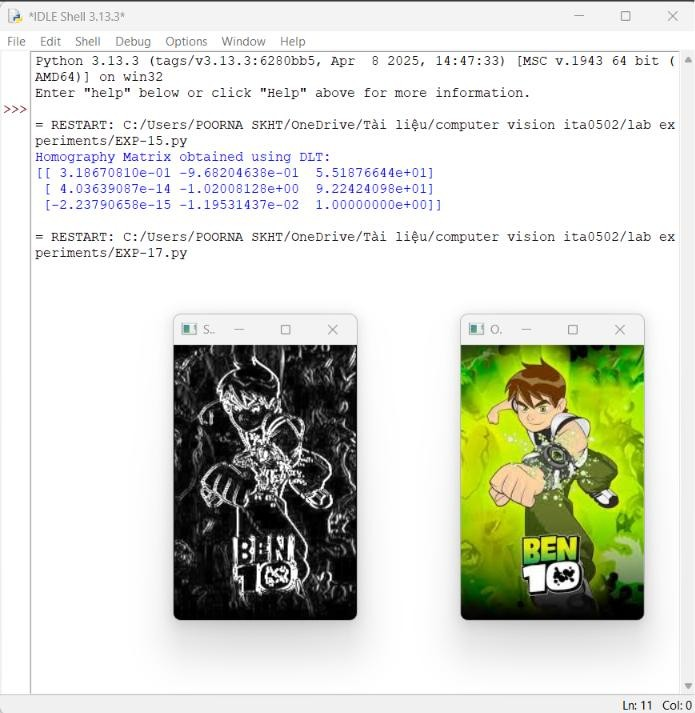 *IDLE Shell 3.13.3*
File Edit Shell Debug Options Window Help
Python 3.13.3 (tags/v3.13.3:6280bb5, Apr  8 2025, 14:47:33) [MSC v.1943 64 bit (
AMD64)] on win32
Enter "help" below or click "Help" above for more information.
>>>
= RESTART: C:/Users/POORNA SKHT/OneDrive/Tài liệu/computer vision ita0502/lab ex
periments/EXP-15.py
Homography Matrix obtained using DLT:
[[ 3.18670810e-01 -9.68204638e-01  5.51876644e+01]
 [ 4.03639087e-14 -1.02008128e+00  9.22424098e+01]
 [-2.23790658e-15 -1.19531437e-02  1.00000000e+00]]
= RESTART: C:/Users/POORNA SKHT/OneDrive/Tài liệu/computer vision ita0502/lab ex
periments/EXP-17.py
S..
O.
BEN
10
BEN
10
Ln: 11 Col: 0